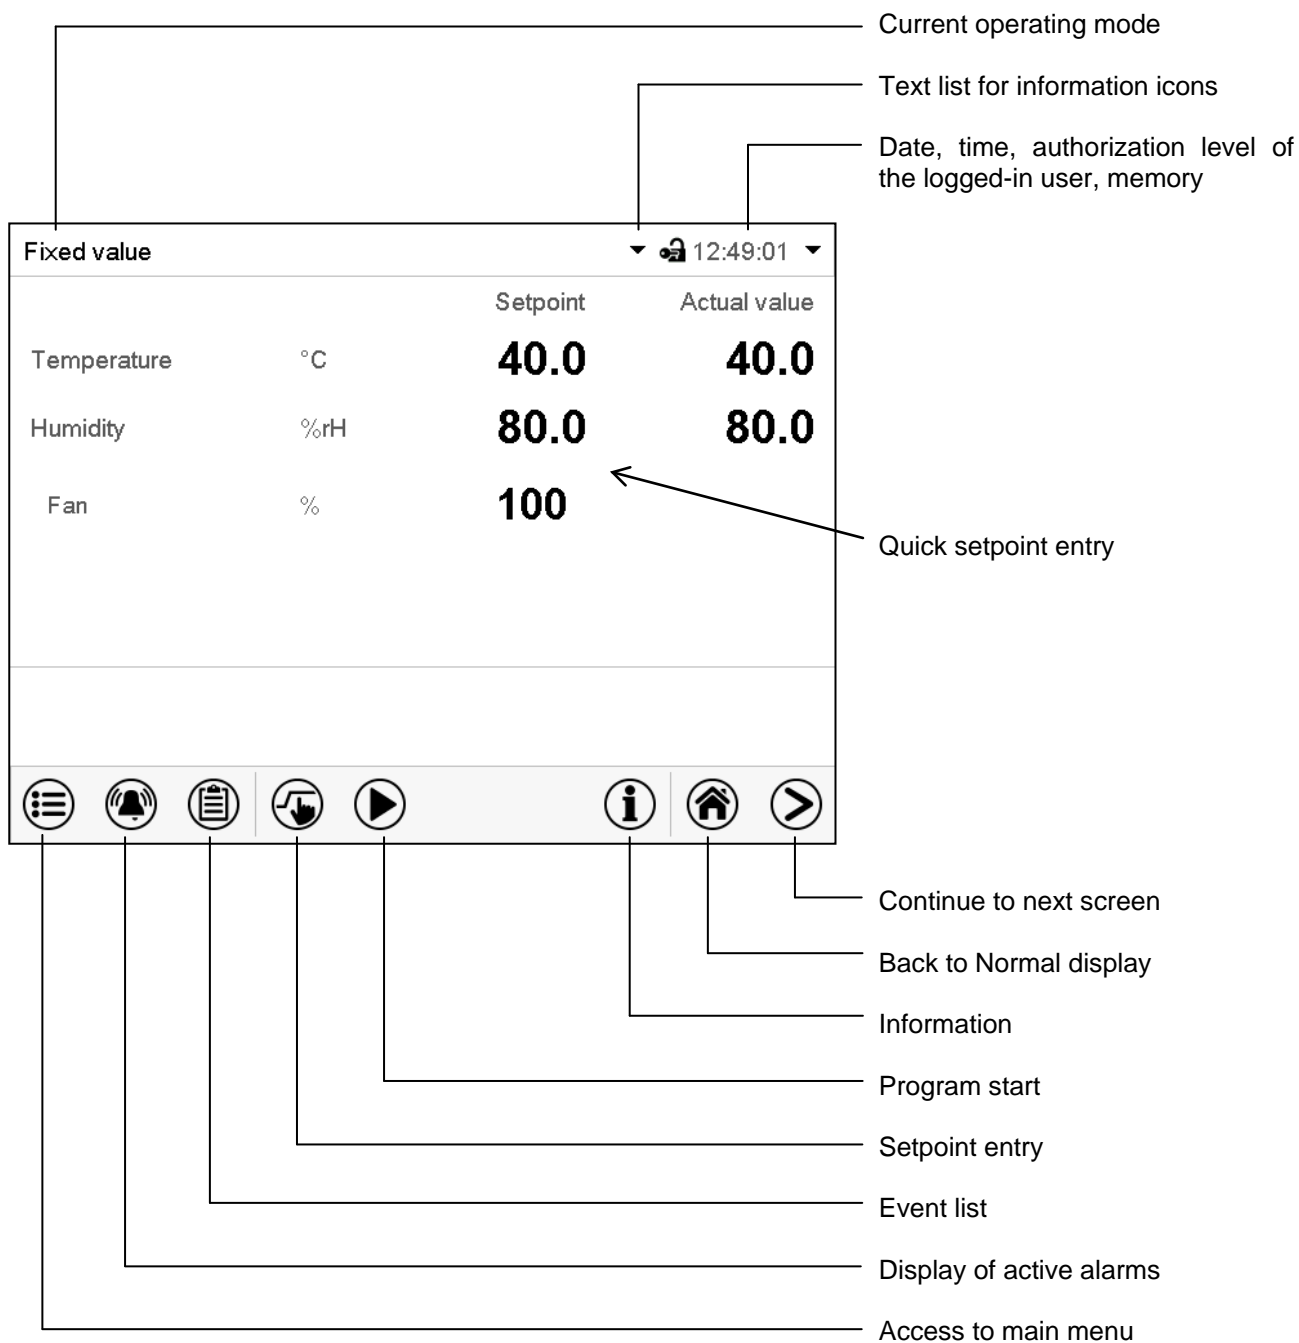 Current operating mode
Text list for information icons
Date, time, authorization level of
the logged-in user, memory
Fixed value 12:49:01
Setpoint Actual value
Temperature °C 40.0 40.0
Humidity %rH 80.0 80.0
Fan % 100
Quick setpoint entry
Continue to next screen
Back to Normal display
Information
Program start
Setpoint entry
Event list
Display of active alarms
Access to main menu